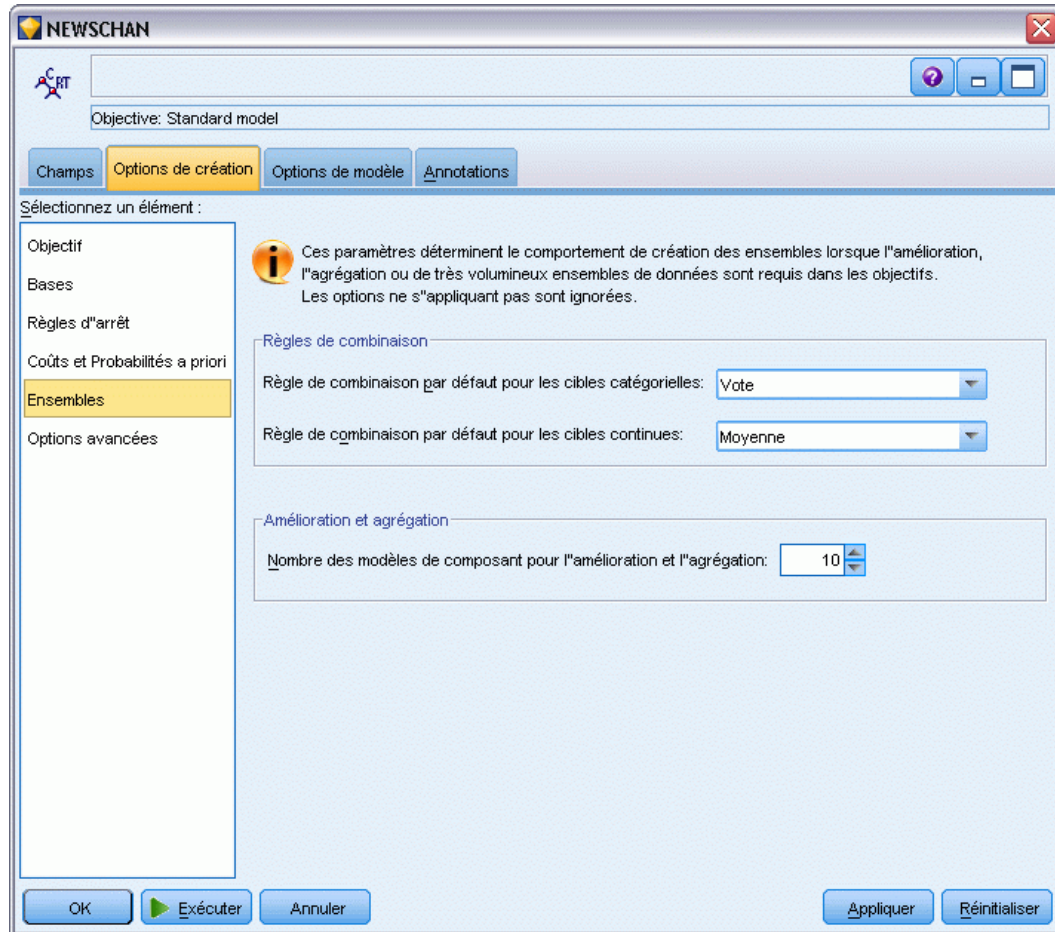 NEWSCHAN
C RT
Objective: Standard model
Champs
Options de création
Options de modèle
Annotations
Sélectionnez un élément :
Objectif
Bases
Règles d''arrêt
Coûts et Probabilités a priori
Ensembles
Options avancées
Ces paramètres déterminent le comportement de création des ensembles lorsque l''amélioration,
l''agrégation ou de très volumineux ensembles de données sont requis dans les objectifs.
Les options ne s''appliquant pas sont ignorées.
Règles de combinaison
Règle de combinaison par défaut pour les cibles catégorielles: Vote
Règle de combinaison par défaut pour les cibles continues: Moyenne
Amélioration et agrégation
Nombre des modèles de composant pour l''amélioration et l''agrégation: 10
OK
Exécuter
Annuler
Appliquer
Réinitialiser